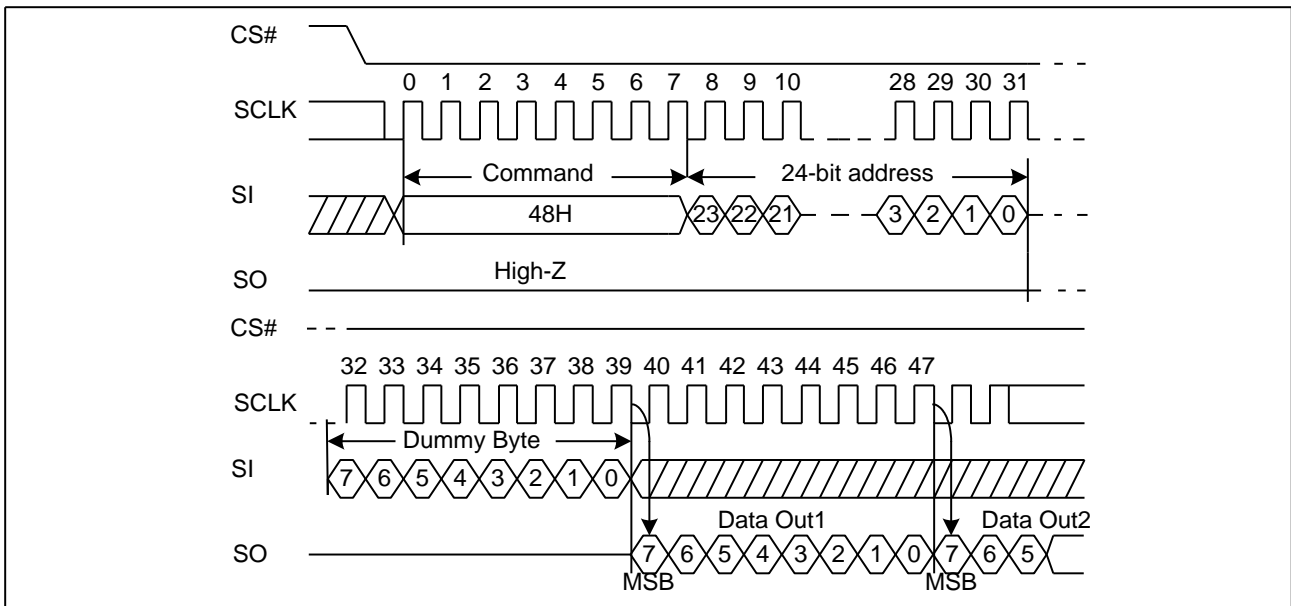 CS#
0 1 2 3 4 5 6 7 8 9 10 28 29 30 31
SCLK
Command 24-bit address
SI
48H 23 22 21 3 2 1 0
High-Z
SO
CS#
32 33 34 35 36 37 38 39 40 41 42 43 44 45 46 47
SCLK
Dummy Byte
SI
7 6 5 4 3 2 1 0
Data Out1 Data Out2
SO
7 6 5 4 3 2 1 0 7 6 5
MSB MSB